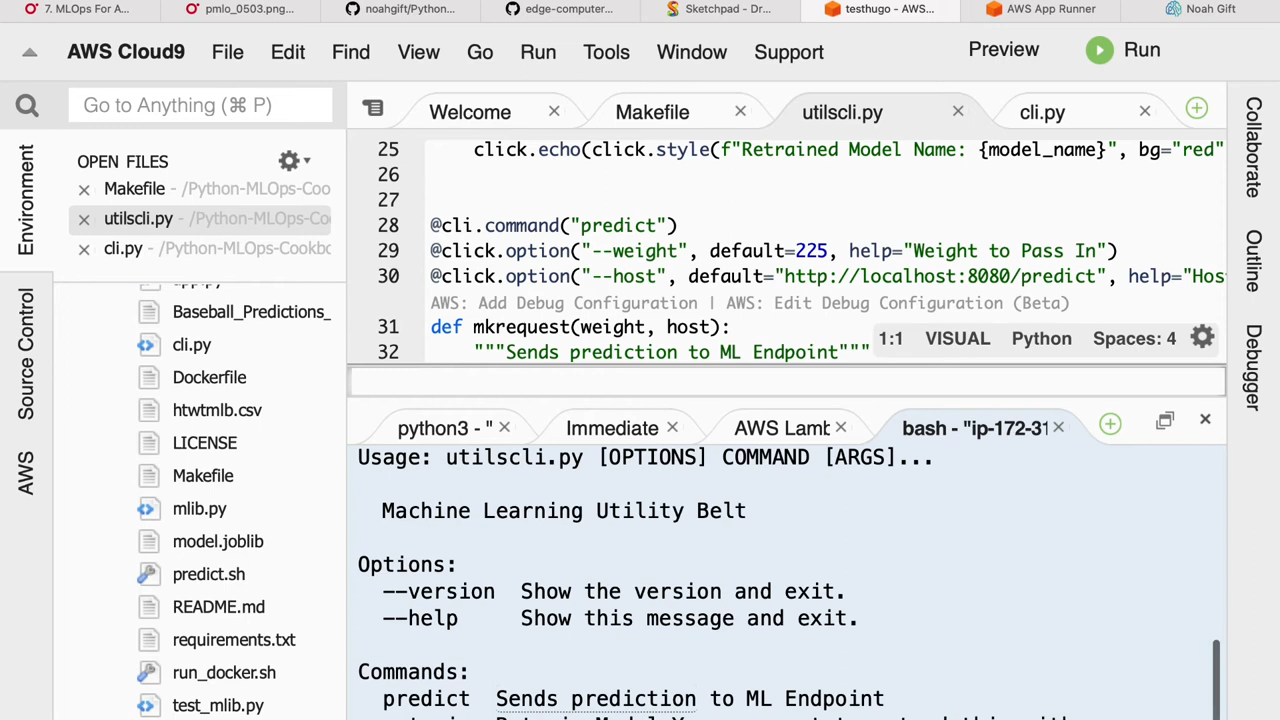 7. MLOps For A...
pmlo_0503.png...
noahgift/Python...
edge-computer...
Sketchpad - Dr...
testhugo - AWS...
AWS App Runner
Noah Gift
AWS Cloud9 File Edit Find View Go Run Tools Window Support Preview Run
Go to Anything (⌘ P)
Welcome Makefile utilscli.py cli.py
Environment
Source Control
AWS
OPEN FILES
Makefile - /Python-MLOps-Coo
utilscli.py - /Python-MLOps-Co
cli.py - /Python-MLOps-Cookbo
app.py
Baseball_Predictions_
cli.py
Dockerfile
htwtmlb.csv
LICENSE
Makefile
mlib.py
model.joblib
predict.sh
README.md
requirements.txt
run_docker.sh
test_mlib.py
25 click.echo(click.style(f"Retrained Model Name: {model_name}", bg="red"
26
27
28 @cli.command("predict")
29 @click.option("--weight", default=225, help="Weight to Pass In")
30 @click.option("--host", default="http://localhost:8080/predict", help="Hos
AWS: Add Debug Configuration | AWS: Edit Debug Configuration (Beta)
31 def mkrequest(weight, host):
32 """Sends prediction to ML Endpoint"""
1:1 VISUAL Python Spaces: 4
python3 - " Immediate AWS Lamb bash - "ip-172-31
Usage: utilscli.py [OPTIONS] COMMAND [ARGS]...
Machine Learning Utility Belt
Options:
--version Show the version and exit.
--help Show this message and exit.
Commands:
predict Sends prediction to ML Endpoint
Collaborate
Outline
Debugger